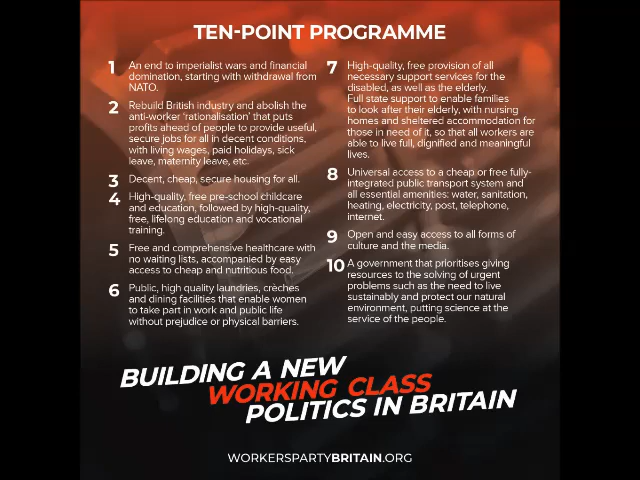 TEN-POINT PROGRAMME
1 An end to imperialist wars and financial
domination, starting with withdrawal from
NATO.
2 Rebuild British industry and abolish the
anti-worker 'rationalisation' that puts
profits ahead of people to provide useful,
secure jobs for all in decent conditions,
with living wages, paid holidays, sick
leave, maternity leave, etc.
3 Decent, cheap, secure housing for all.
4 High-quality, free pre-school childcare
and education, followed by high-quality,
free, lifelong education and vocational
training.
5 Free and comprehensive healthcare with
no waiting lists, accompanied by easy
access to cheap and nutritious food.
6 Public, high quality laundries, crèches
and dining facilities that enable women
to take part in work and public life
without prejudice or physical barriers.
7 High-quality, free provision of all
necessary support services for the
disabled, as well as the elderly.
Full state support to enable families
to look after their elderly, with nursing
homes and sheltered accommodation for
those in need of it, so that all workers are
able to live full, dignified and meaningful
lives.
8 Universal access to a cheap or free fully-
integrated public transport system and
all essential amenities: water, sanitation,
heating, electricity, post, telephone,
internet.
9 Open and easy access to all forms of
culture and the media.
10 A government that prioritises giving
resources to the solving of urgent
problems such as the need to live
sustainably and protect our natural
environment, putting science at the
service of the people.
BUILDING A NEW
WORKING CLASS
POLITICS IN BRITAIN
WORKERSPARTYBRITAIN.ORG